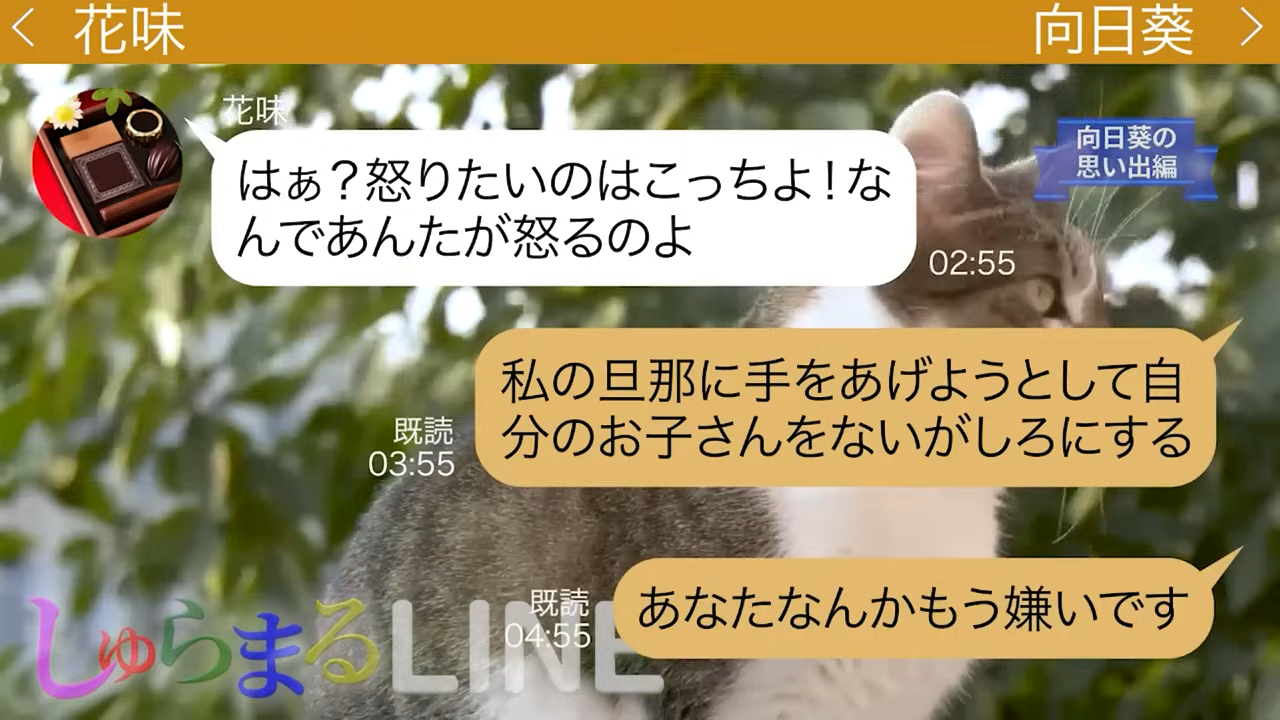 花味
向日葵
花味
向日葵の
思い出編
はぁ？怒りたいのはこっちよ！な
んであんたが怒るのよ
02:55
私の旦那に手をあげようとして自
分のお子さんをないがしろにする
既読
03:55
あなたなんかもう嫌いです
既読
04:55
しゅらまるLINE